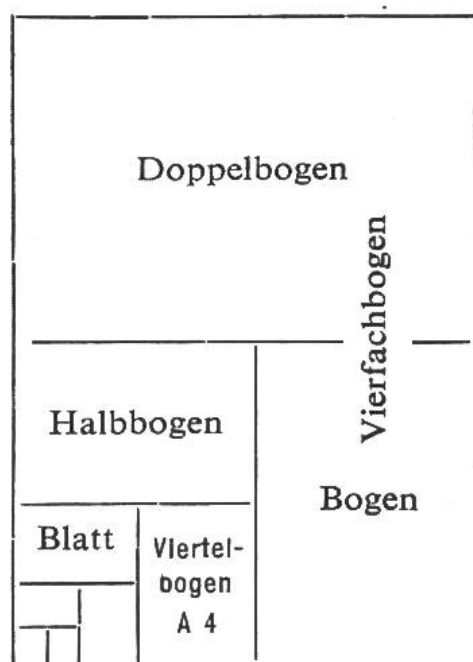 Doppelbogen
Vierfachbogen
Halbbogen
Bogen
Blatt
Viertel-
bogen
A 4